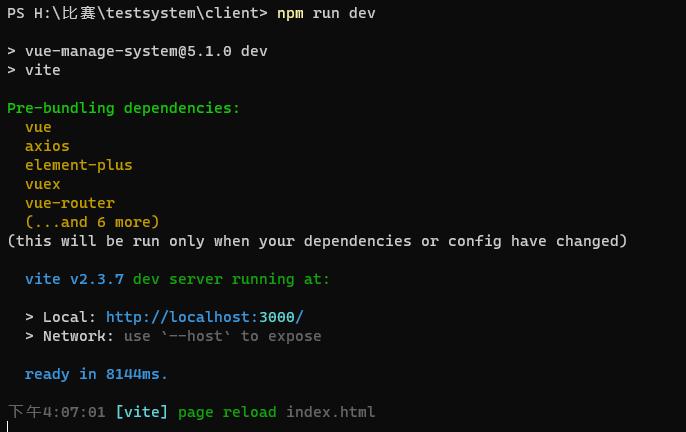 PS H:\比赛\testsystem\client> npm run dev
> vue-manage-system@5.1.0 dev
> vite
Pre-bundling dependencies:
vue
axios
element-plus
vuex
vue-router
(...and 6 more)
(this will be run only when your dependencies or config have changed)
vite v2.3.7 dev server running at:
> Local: http://localhost:3000/
> Network: use `--host` to expose
ready in 8144ms.
下午4:07:01 [vite] page reload index.html